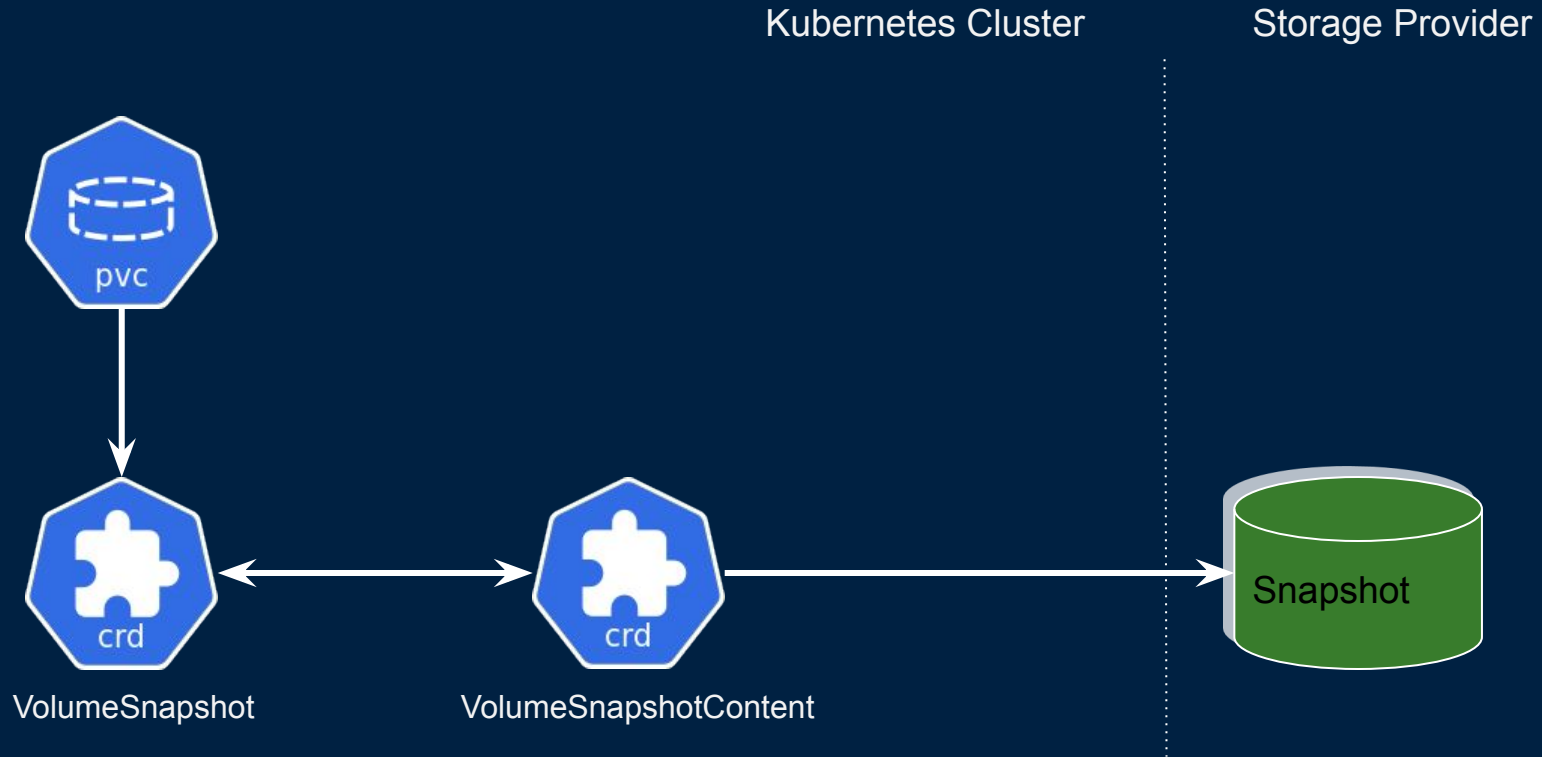 Kubernetes Cluster
Storage Provider
pvc
crd
crd
Snapshot
VolumeSnapshot
VolumeSnapshotContent